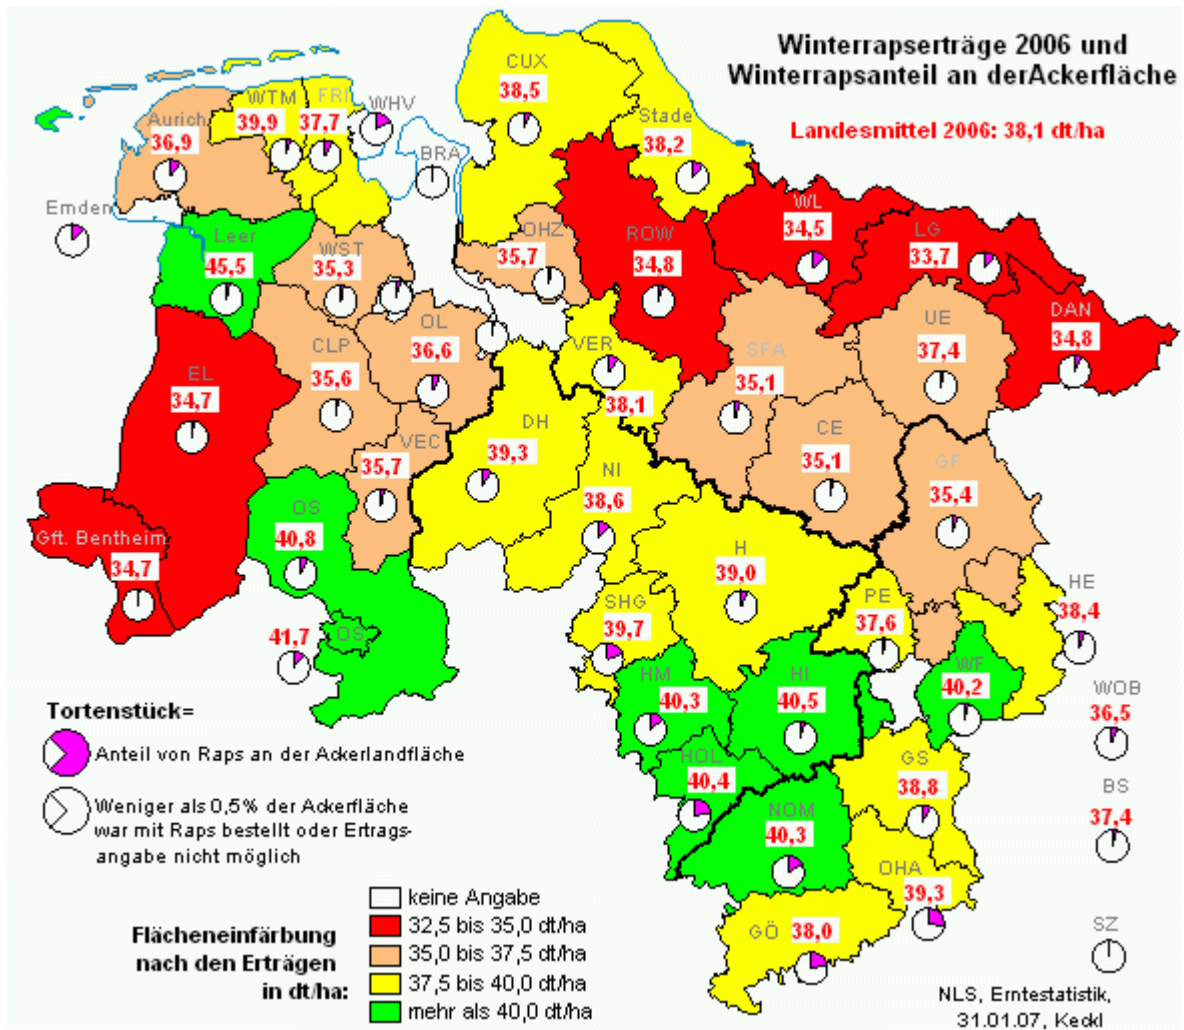 Winterrapserträge 2006 und
Winterrapsanteil an derAckerfläche
Landesmittel 2006: 38,1 dt/ha
CUX
38,5
Stade
38,2
WTM
39,9
FRI
37,7
WHV
Aurich
36,9
BRA
Emden
Leer
45,5
WST
35,3
OHZ
35,7
ROW
34,8
WL
34,5
LG
33,7
DAN
34,8
UE
37,4
OL
36,6
CLP
35,6
VER
38,1
SFA
35,1
EL
34,7
VEC
35,7
DH
39,3
NI
38,6
CE
35,1
GF
35,4
OS
40,8
Gft. Bentheim
34,7
H
39,0
SHG
39,7
PE
37,6
HE
38,4
OS
41,7
HM
40,3
HI
40,5
WF
40,2
WOB
36,5
HOL
40,4
GS
38,8
BS
37,4
NOM
40,3
OHA
39,3
GÖ
38,0
SZ
Tortenstück=
Anteil von Raps an der Ackerlandfläche
Weniger als 0,5% der Ackerfläche
war mit Raps bestellt oder Ertrags-
angabe nicht möglich
Flächeneinfärbung
nach den Erträgen
in dt/ha:
keine Angabe
32,5 bis 35,0 dt/ha
35,0 bis 37,5 dt/ha
37,5 bis 40,0 dt/ha
mehr als 40,0 dt/ha
NLS, Erntestatistik,
31.01.07, Keckl